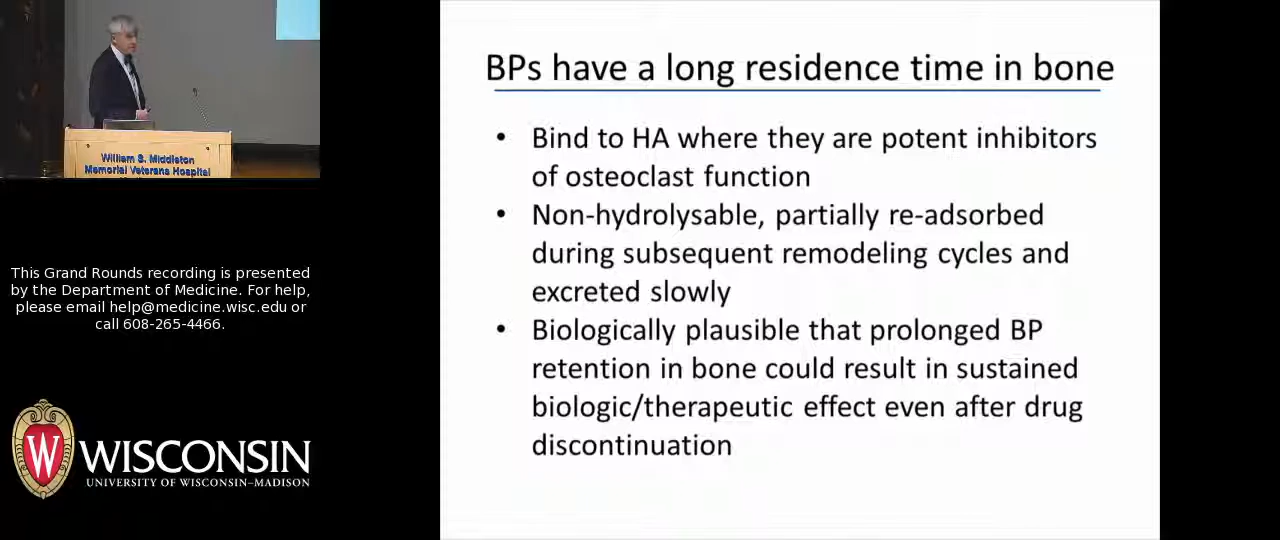 William S. Middleton
Memorial Veterans Hospital
This Grand Rounds recording is presented
by the Department of Medicine. For help,
please email help@medicine.wisc.edu or
call 608-265-4466.
WISCONSIN
UNIVERSITY OF WISCONSIN–MADISON
BPs have a long residence time in bone
• Bind to HA where they are potent inhibitors
of osteoclast function
• Non-hydrolysable, partially re-adsorbed
during subsequent remodeling cycles and
excreted slowly
• Biologically plausible that prolonged BP
retention in bone could result in sustained
biologic/therapeutic effect even after drug
discontinuation